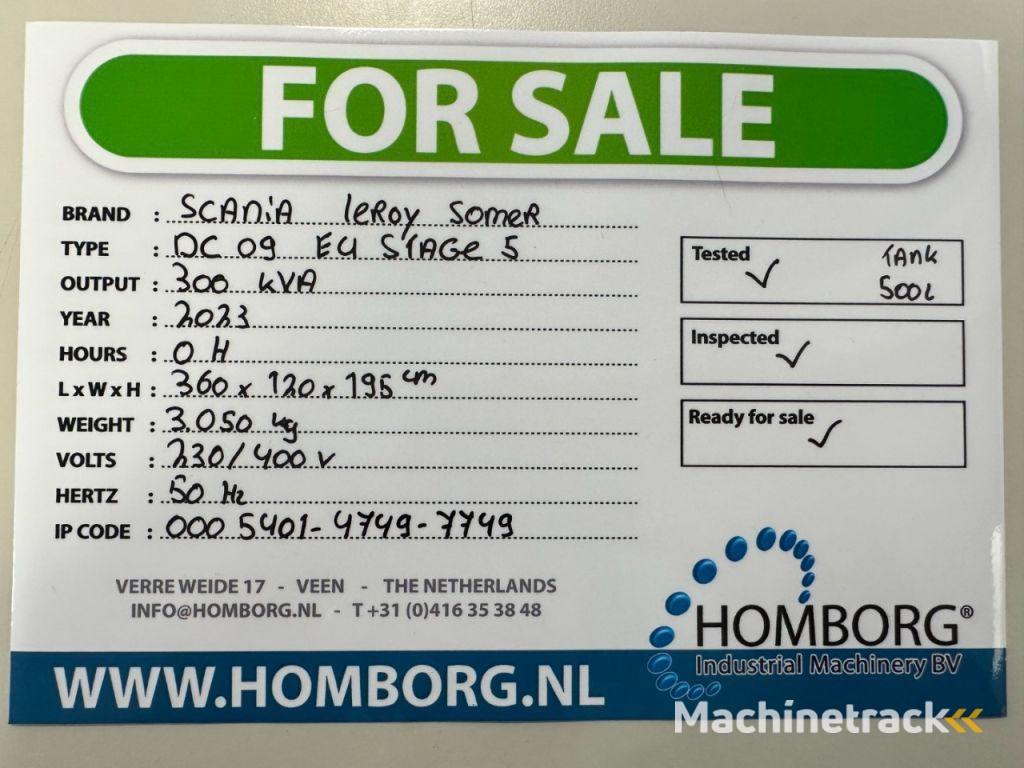 FOR SALE
BRAND : SCANIA LEROY SOMER
TYPE : DC 09 EU STAGE 5
OUTPUT : 300 kVA
YEAR : 2023
HOURS : 0 H
L x W x H : 360 x 120 x 195 cm
WEIGHT : 3.050 kg
VOLTS : 230/400 V
HERTZ : 50 Hz
IP CODE : 000 5401-4749-7749
Tested ✓ TANK
500L
Inspected ✓
Ready for sale ✓
VERRE WEIDE 17 - VEEN - THE NETHERLANDS
INFO@HOMBORG.NL - T +31 (0)416 35 38 48
HOMBORG®
Industrial Machinery BV
WWW.HOMBORG.NL
Machinetrack